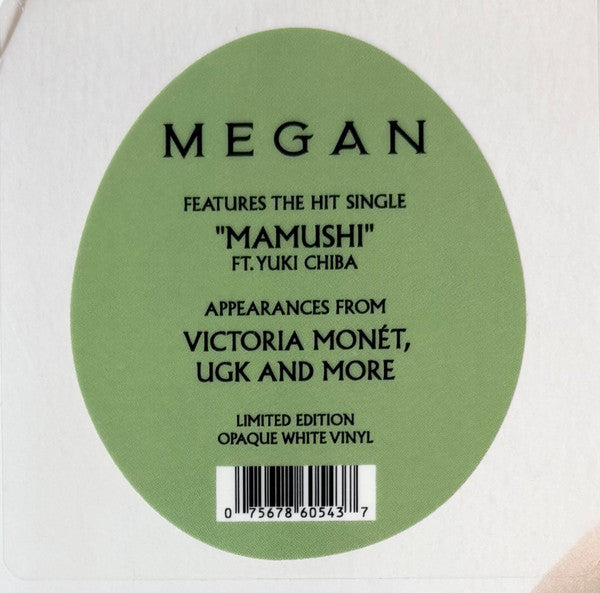 MEGAN
FEATURES THE HIT SINGLE
"MAMUSHI"
FT. YUKI CHIBA
APPEARANCES FROM
VICTORIA MONÉT,
UGK AND MORE
LIMITED EDITION
OPAQUE WHITE VINYL
0 75678 60543 7